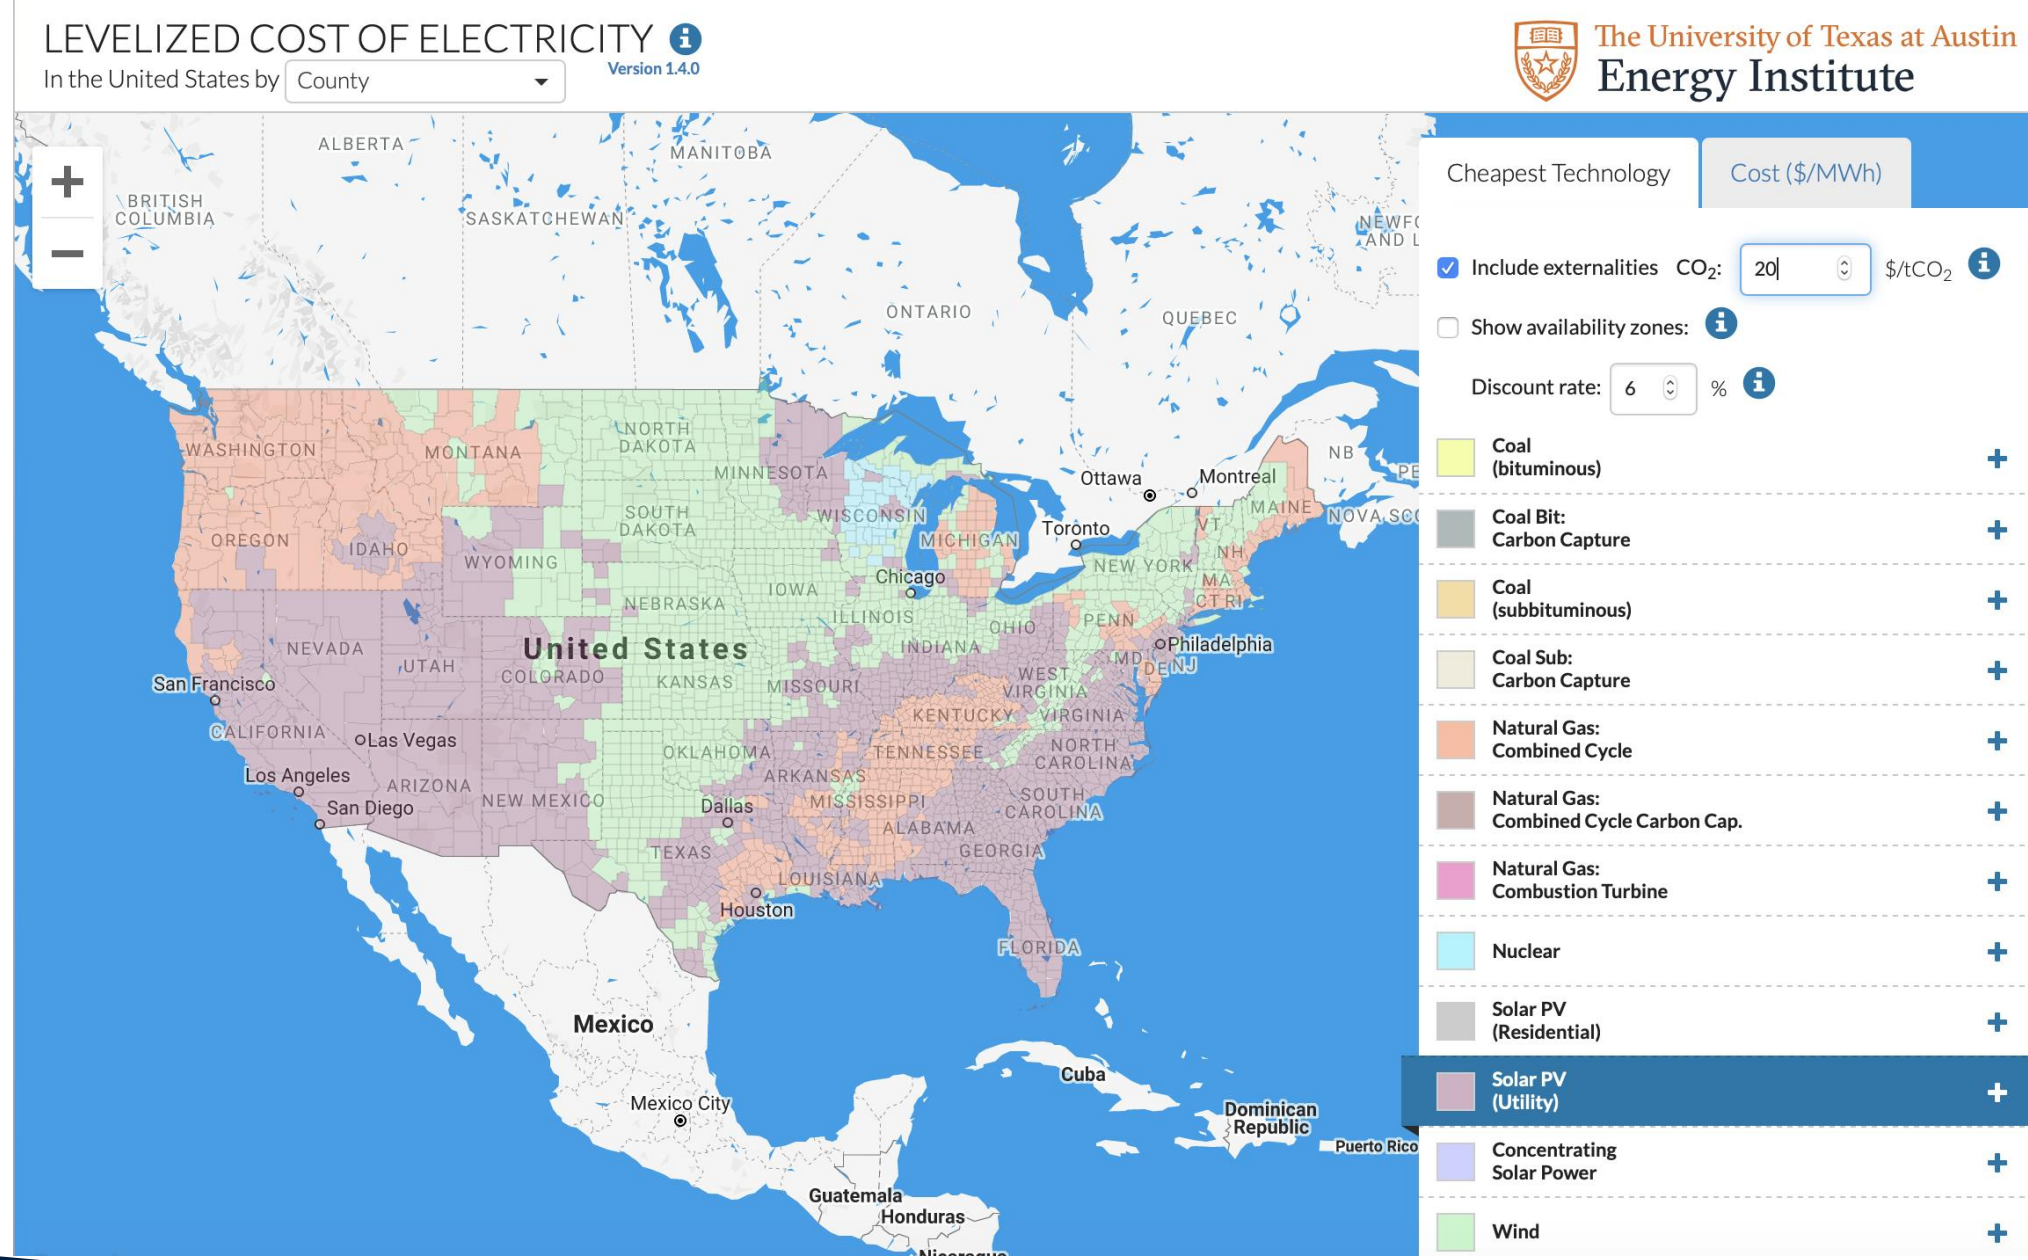 LEVELIZED COST OF ELECTRICITY
Version 1.4.0
In the United States by County
The University of Texas at Austin
Energy Institute
Cheapest Technology
Cost ($/MWh)
Include externalities CO2: 20 $/tCO2
Show availability zones:
Discount rate: 6 %
Coal
(bituminous)
Coal Bit:
Carbon Capture
Coal
(subbituminous)
Coal Sub:
Carbon Capture
Natural Gas:
Combined Cycle
Natural Gas:
Combined Cycle Carbon Cap.
Natural Gas:
Combustion Turbine
Nuclear
Solar PV
(Residential)
Solar PV
(Utility)
Concentrating
Solar Power
Wind
ALBERTA
MANITOBA
BRITISH
COLUMBIA
SASKATCHEWAN
NEWFO
AND L
ONTARIO
QUEBEC
WASHINGTON
MONTANA
NORTH
DAKOTA
MINNESOTA
Ottawa
Montreal
NB
PE
MAINE
NOVA SCO
OREGON
IDAHO
WYOMING
SOUTH
DAKOTA
WISCONSIN
MICHIGAN
Toronto
VT
NH
NEW YORK
MA
CT RI
Chicago
IOWA
NEBRASKA
ILLINOIS
INDIANA
OHIO
PENN
Philadelphia
MD
DE
NJ
NEVADA
UTAH
United States
COLORADO
KANSAS
MISSOURI
WEST
VIRGINIA
KENTUCKY
VIRGINIA
San Francisco
CALIFORNIA
Las Vegas
Los Angeles
San Diego
ARIZONA
NEW MEXICO
OKLAHOMA
ARKANSAS
TENNESSEE
NORTH
CAROLINA
Dallas
MISSISSIPPI
SOUTH
CAROLINA
ALABAMA
GEORGIA
TEXAS
LOUISIANA
Houston
FLORIDA
Mexico
Mexico City
Cuba
Dominican
Republic
Puerto Rico
Guatemala
Honduras
Nicaragua